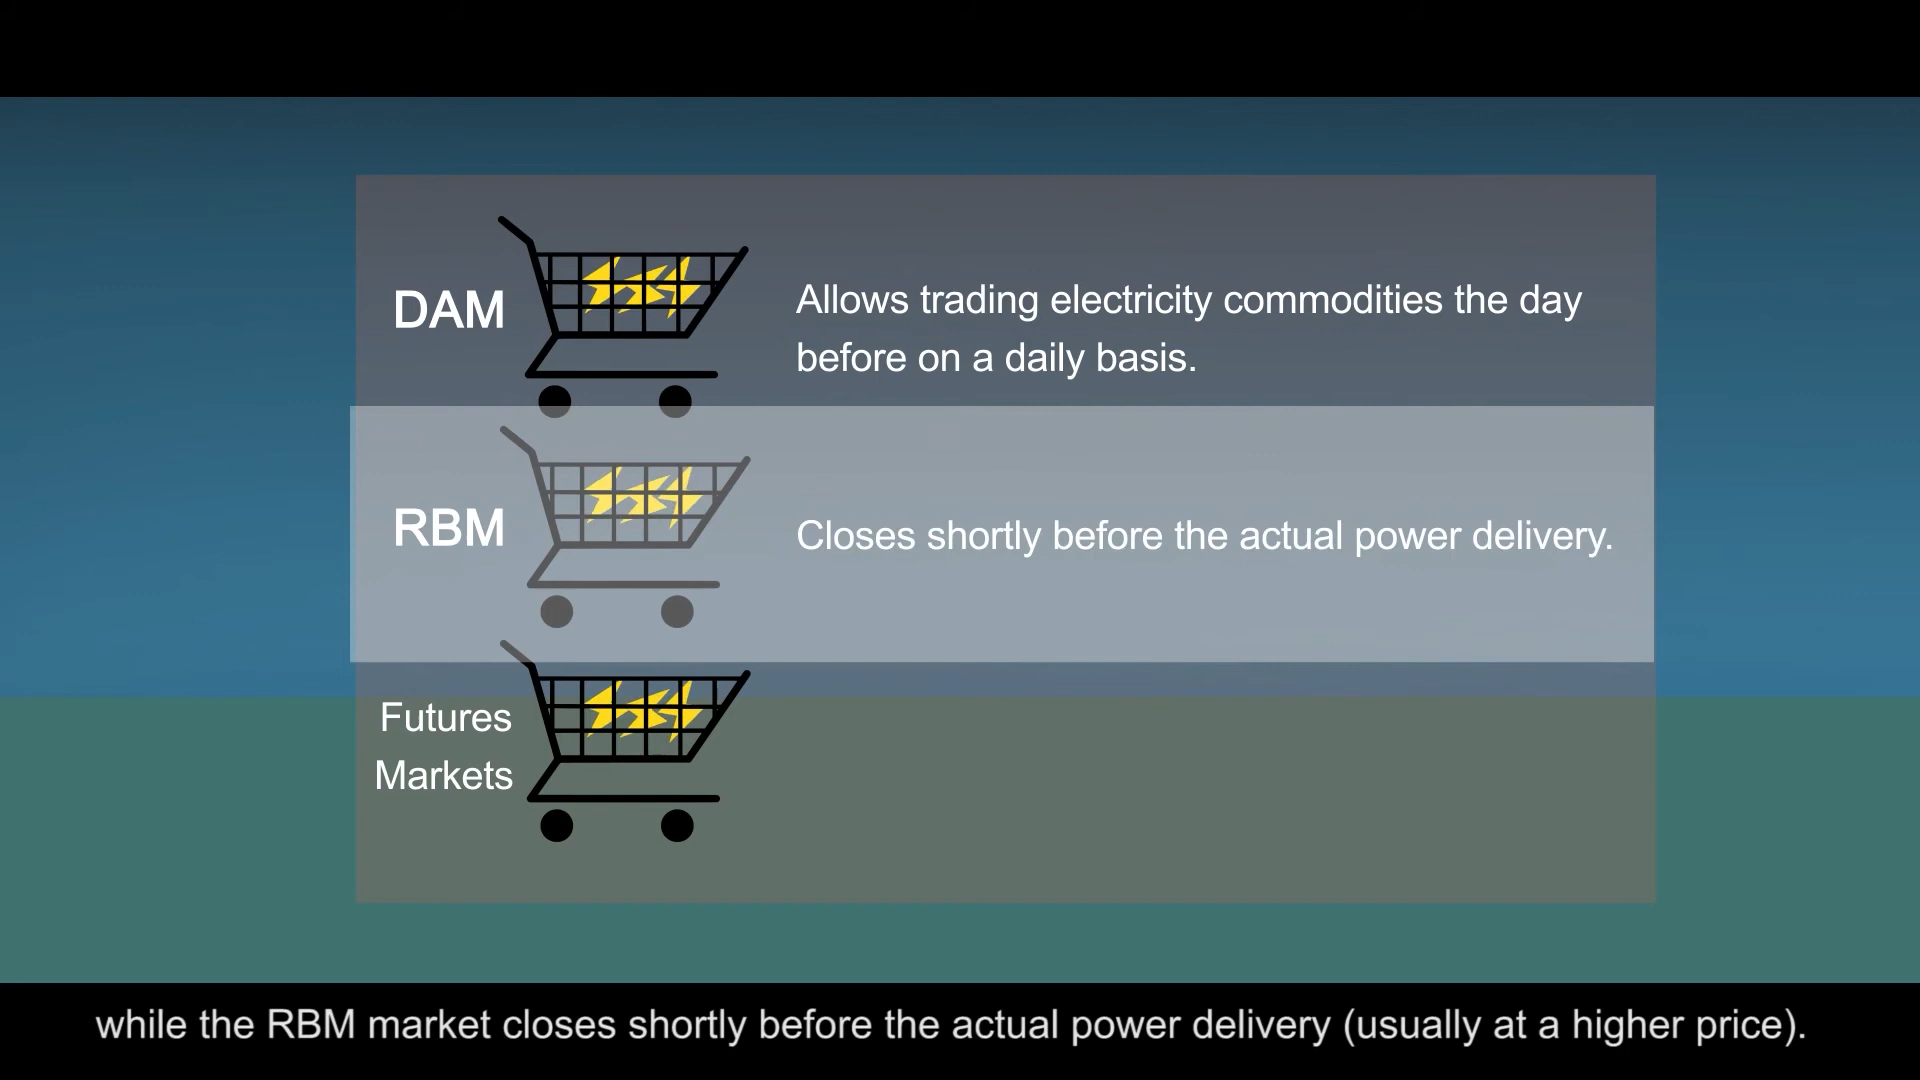 DAM
Allows trading electricity commodities the day
before on a daily basis.
RBM
Closes shortly before the actual power delivery.
Futures
Markets
while the RBM market closes shortly before the actual power delivery (usually at a higher price).